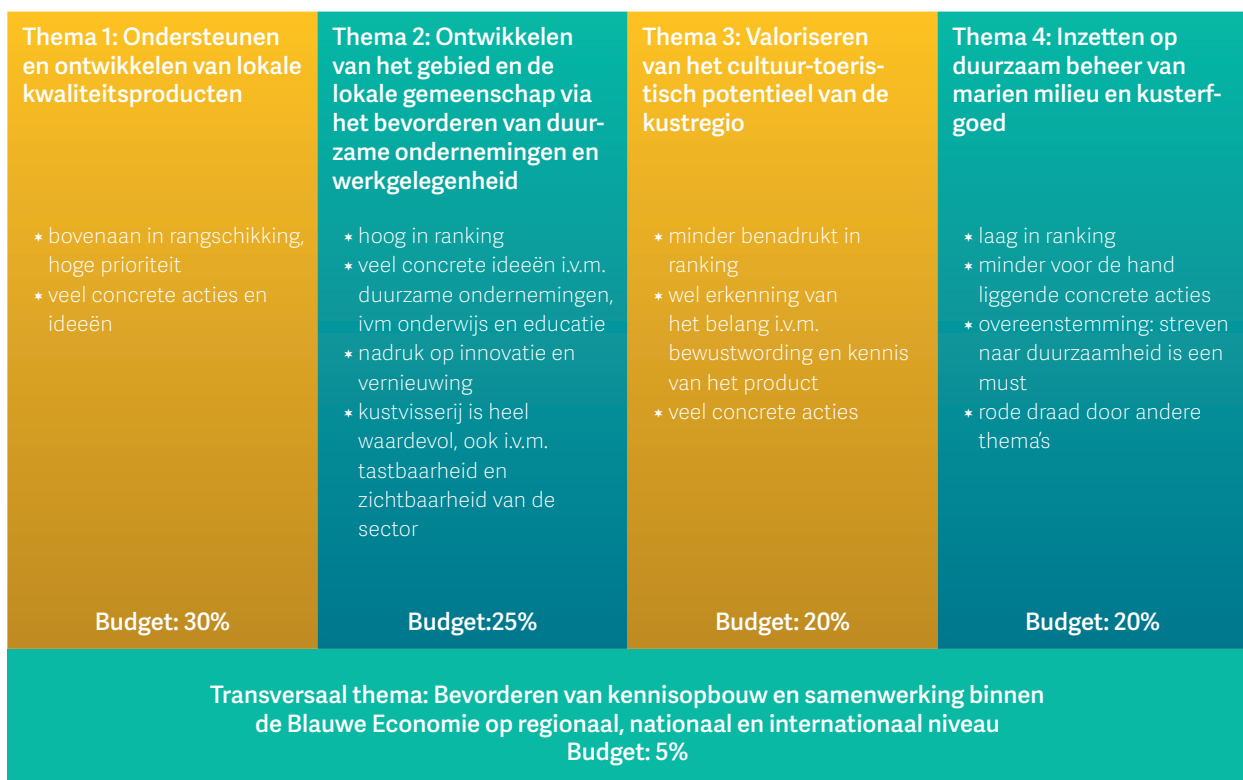 Thema 1: Ondersteunen
en ontwikkelen van lokale
kwaliteitsproducten
* bovenaan in rangschikking,
hoge prioriteit
* veel concrete acties en
ideeën
Budget: 30%
Thema 2: Ontwikkelen
van het gebied en de
lokale gemeenschap via
het bevorderen van duur-
zame ondernemingen en
werkgelegenheid
* hoog in ranking
* veel concrete ideeën i.v.m.
duurzame ondernemingen,
ivm onderwijs en educatie
* nadruk op innovatie en
vernieuwing
* kustvisserij is heel
waardevol, ook i.v.m.
tastbaarheid en
zichtbaarheid van de
sector
Budget:25%
Thema 3: Valoriseren
van het cultuur-toeris-
tisch potentieel van de
kustregio
* minder benadrukt in
ranking
* wel erkenning van
het belang i.v.m.
bewustwording en kennis
van het product
* veel concrete acties
Budget: 20%
Thema 4: Inzetten op
duurzaam beheer van
marien milieu en kusterf-
goed
* laag in ranking
* minder voor de hand
liggende concrete acties
* overeenstemming: streven
naar duurzaamheid is een
must
* rode draad door andere
thema's
Budget: 20%
Transversaal thema: Bevorderen van kennisopbouw en samenwerking binnen
de Blauwe Economie op regionaal, nationaal en internationaal niveau
Budget: 5%